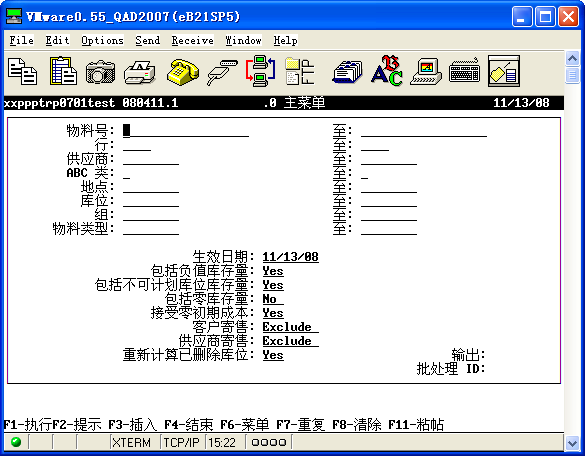 VMware0.55_QAD2007(eB21SP5)
File Edit Options Send Receive Window Help
xxppptrp0701test 080411.1 .0 主菜单 11/13/08
物料号: 至:
行: 至:
供应商: 至:
ABC 类: 至:
地点: 至:
库位: 至:
组: 至:
物料类型: 至:
生效日期: 11/13/08
包括负值库存量: Yes
包括不可计划库位库存量: Yes
包括零库存量: No
接受零初期成本: Yes
客户寄售: Exclude
供应商寄售: Exclude
重新计算已删除库位: Yes 输出:
批处理 ID:
F1-执行F2-提示 F3-插入 F4-结束 F6-菜单 F7-重复 F8-清除 F11-粘帖
XTERM TCP/IP 15:22